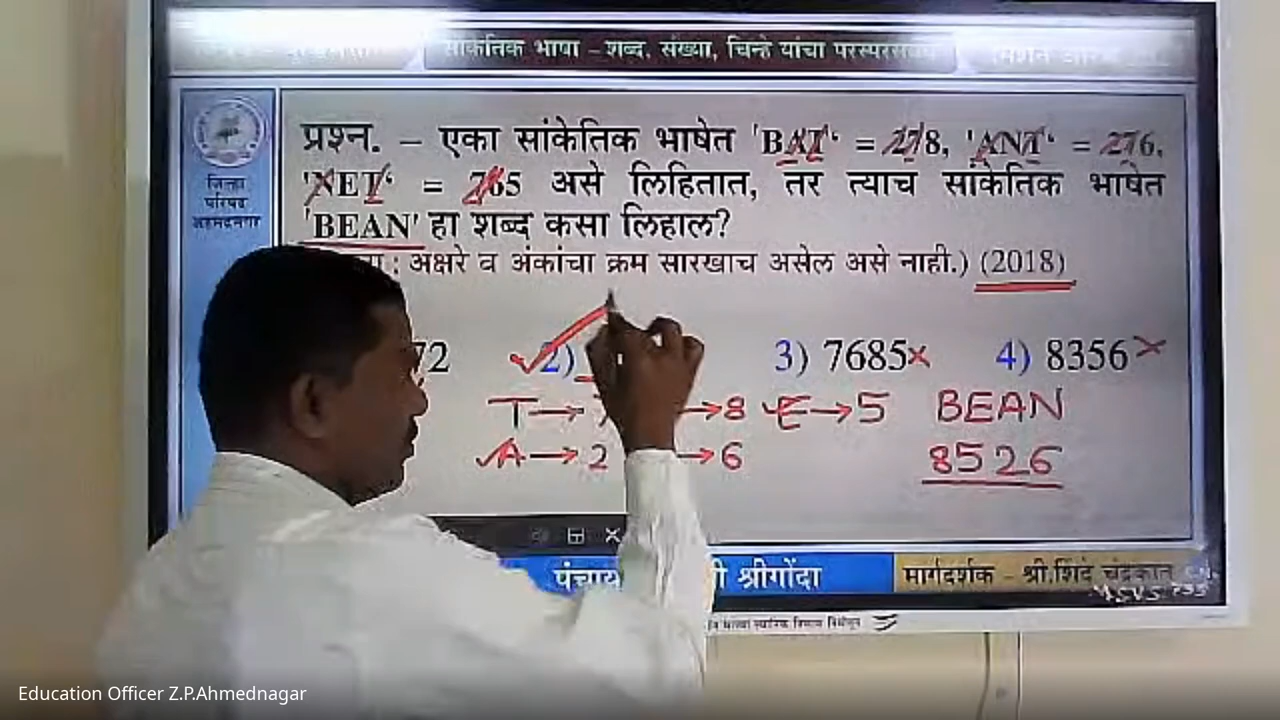 सांकेतिक भाषा – शब्द, संख्या, चिन्हे यांचा परस्परसंबंध
जिल्हा
परिषद
अहमदनगर
प्रश्न. – एका सांकेतिक भाषेत 'BAT' = 278, 'ANT' = 276,
'NET' = 765 असे लिहितात, तर त्याच सांकेतिक भाषेत
'BEAN' हा शब्द कसा लिहाल?
: अक्षरे व अंकांचा क्रम सारखाच असेल असे नाही.) (2018)
72 2) 3) 7685 4) 8356
T→7 →8 E→5 BEAN
A→2 →6 8526
श्रीगोंदा मार्गदर्शक - श्री.शिंदे चंद्रकांत
Education Officer Z.P.Ahmednagar